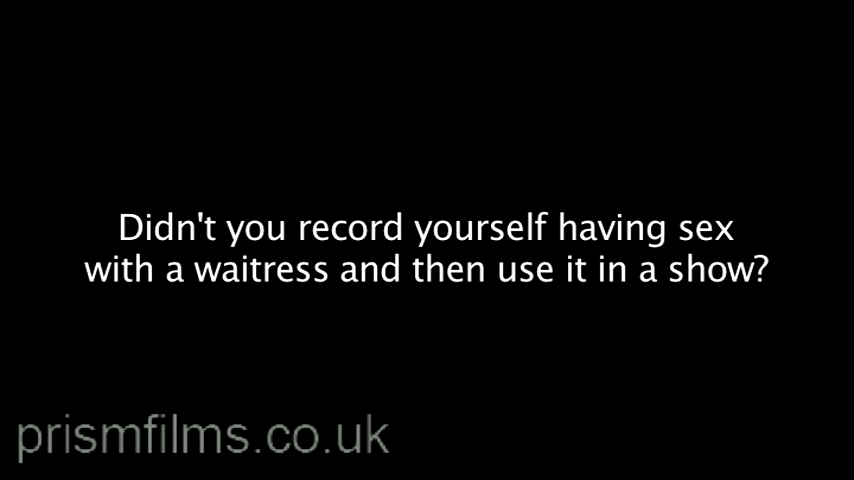 Didn't you record yourself having sex
with a waitress and then use it in a show?
prismfilms.co.uk